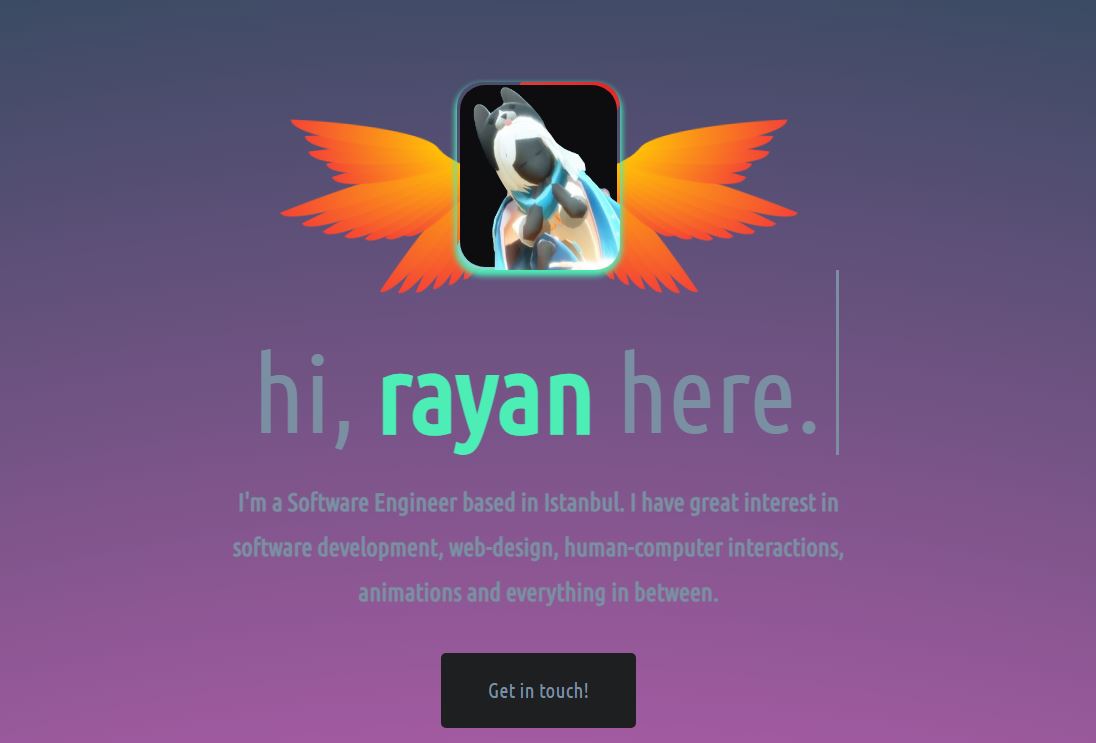 hi, rayan here.
I'm a Software Engineer based in Istanbul. I have great interest in
software development, web-design, human-computer interactions,
animations and everything in between.
Get in touch!